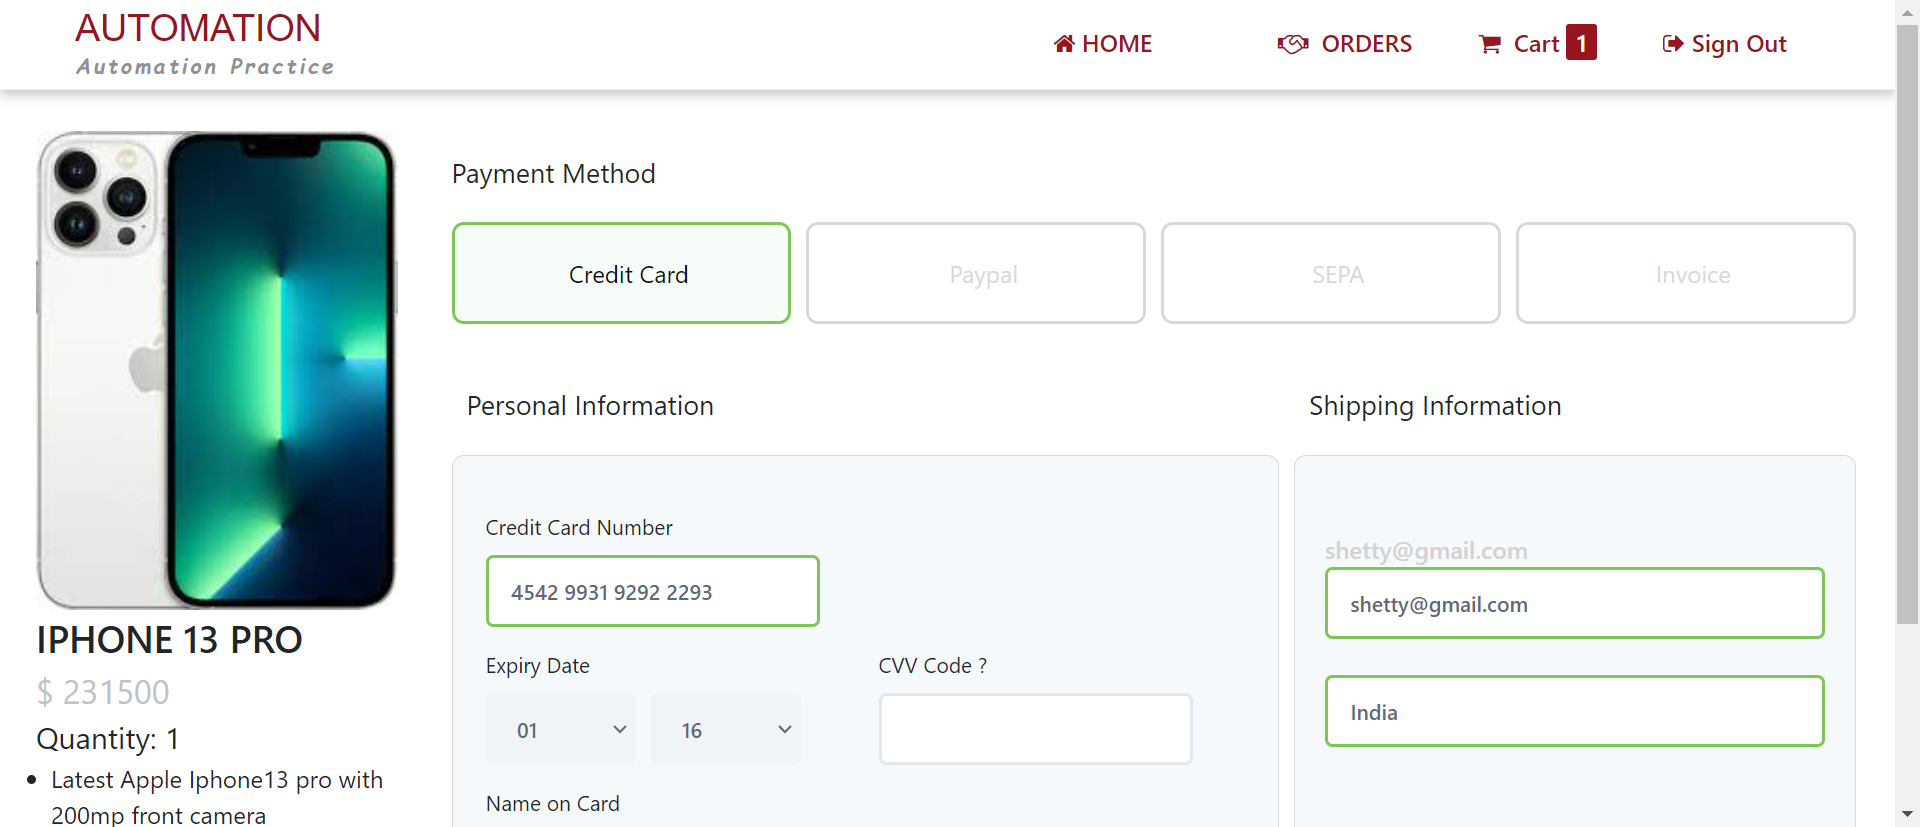 AUTOMATION
Automation Practice
HOME
ORDERS
Cart 1
Sign Out
Payment Method
Credit Card
Paypal
SEPA
Invoice
Personal Information
Shipping Information
Credit Card Number
4542 9931 9292 2293
Expiry Date
CVV Code ?
01
16
Name on Card
shetty@gmail.com
shetty@gmail.com
India
IPHONE 13 PRO
$ 231500
Quantity: 1
Latest Apple Iphone13 pro with
200mp front camera